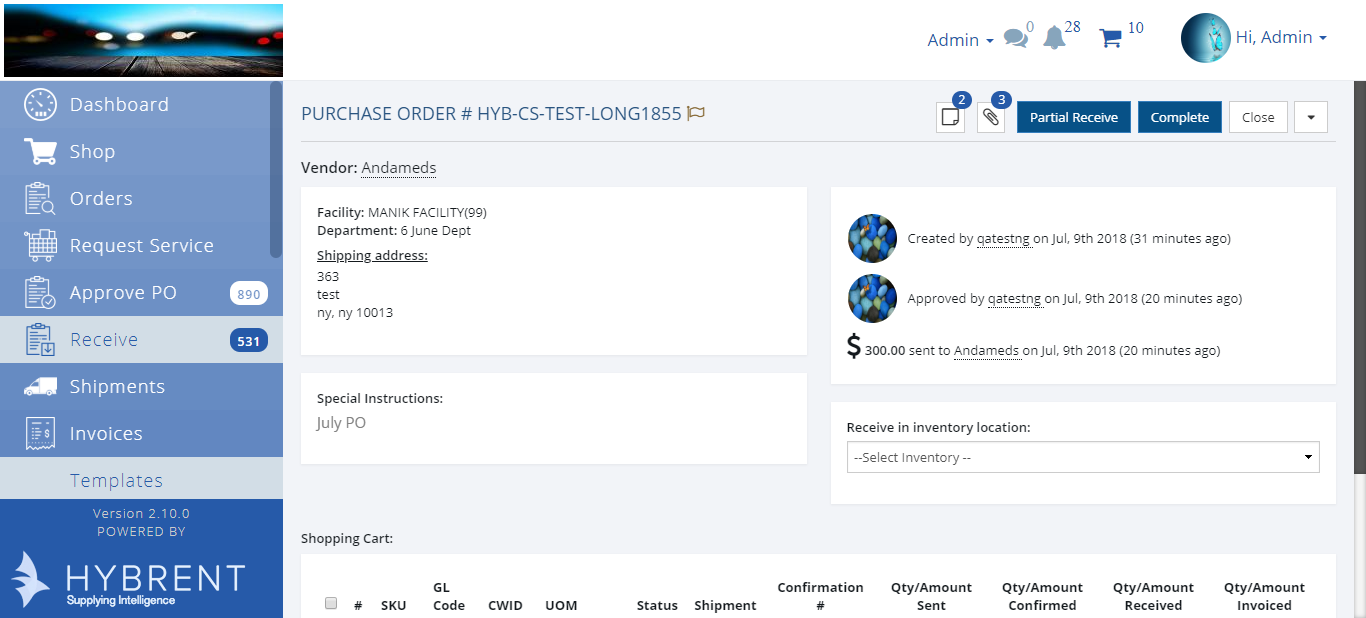 Admin 0 28 10 Hi, Admin
Dashboard
Shop
Orders
Request Service
Approve PO 890
Receive 531
Shipments
Invoices
Templates
Version 2.10.0
POWERED BY
HYBRENT
Supplying Intelligence
PURCHASE ORDER # HYB-CS-TEST-LONG1855
2 3 Partial Receive Complete Close
Vendor: Andameds
Facility: MANIK FACILITY(99)
Department: 6 June Dept
Shipping address:
363
test
ny, ny 10013
Special Instructions:
July PO
Created by qatestng on Jul, 9th 2018 (31 minutes ago)
Approved by qatestng on Jul, 9th 2018 (20 minutes ago)
$ 300.00 sent to Andameds on Jul, 9th 2018 (20 minutes ago)
Receive in inventory location:
--Select Inventory --
Shopping Cart:
# SKU GL Code CWID UOM Status Shipment Confirmation # Qty/Amount Sent Qty/Amount Confirmed Qty/Amount Received Qty/Amount Invoiced